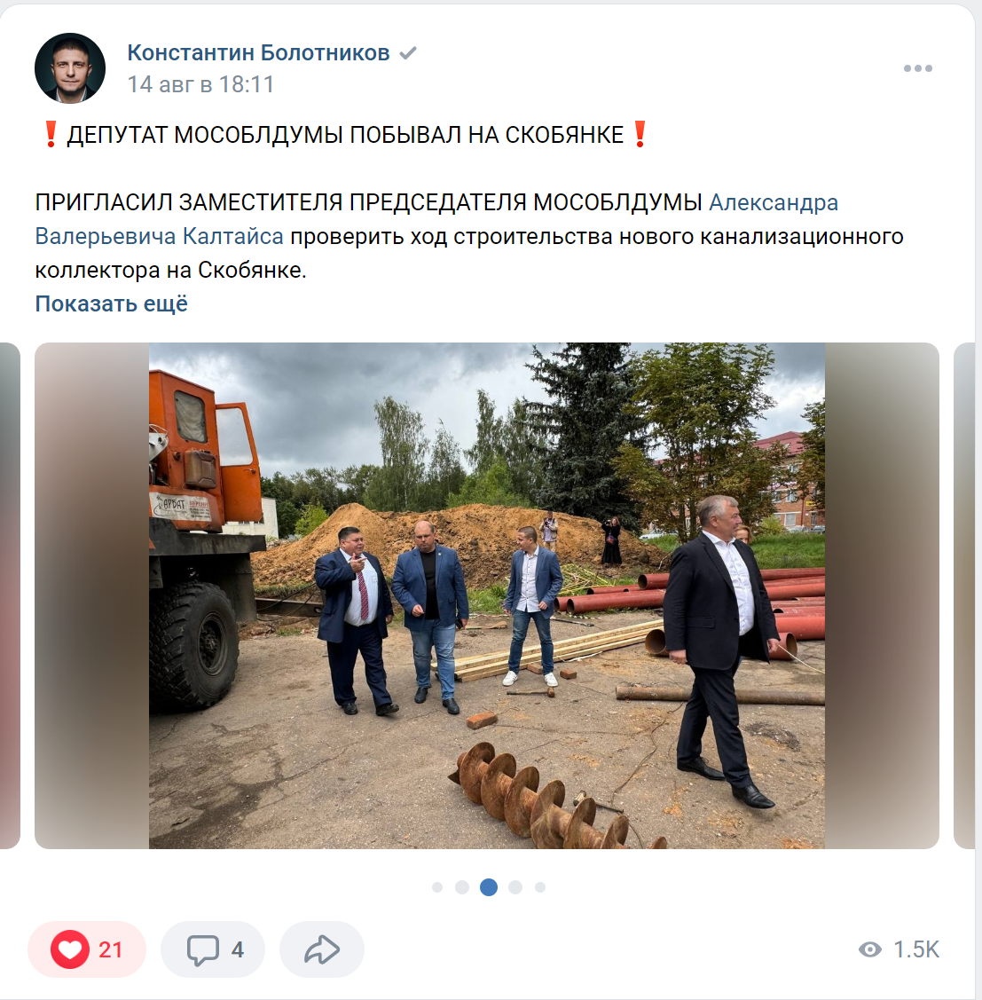 Константин Болотников
14 авг в 18:11
❗ДЕПУТАТ МОСОБЛДУМЫ ПОБЫВАЛ НА СКОБЯНКЕ❗
ПРИГЛАСИЛ ЗАМЕСТИТЕЛЯ ПРЕДСЕДАТЕЛЯ МОСОБЛДУМЫ Александра
Валерьевича Калтайса проверить ход строительства нового канализационного
коллектора на Скобянке.
Показать ещё
АРБАТ
21
4
1.5K